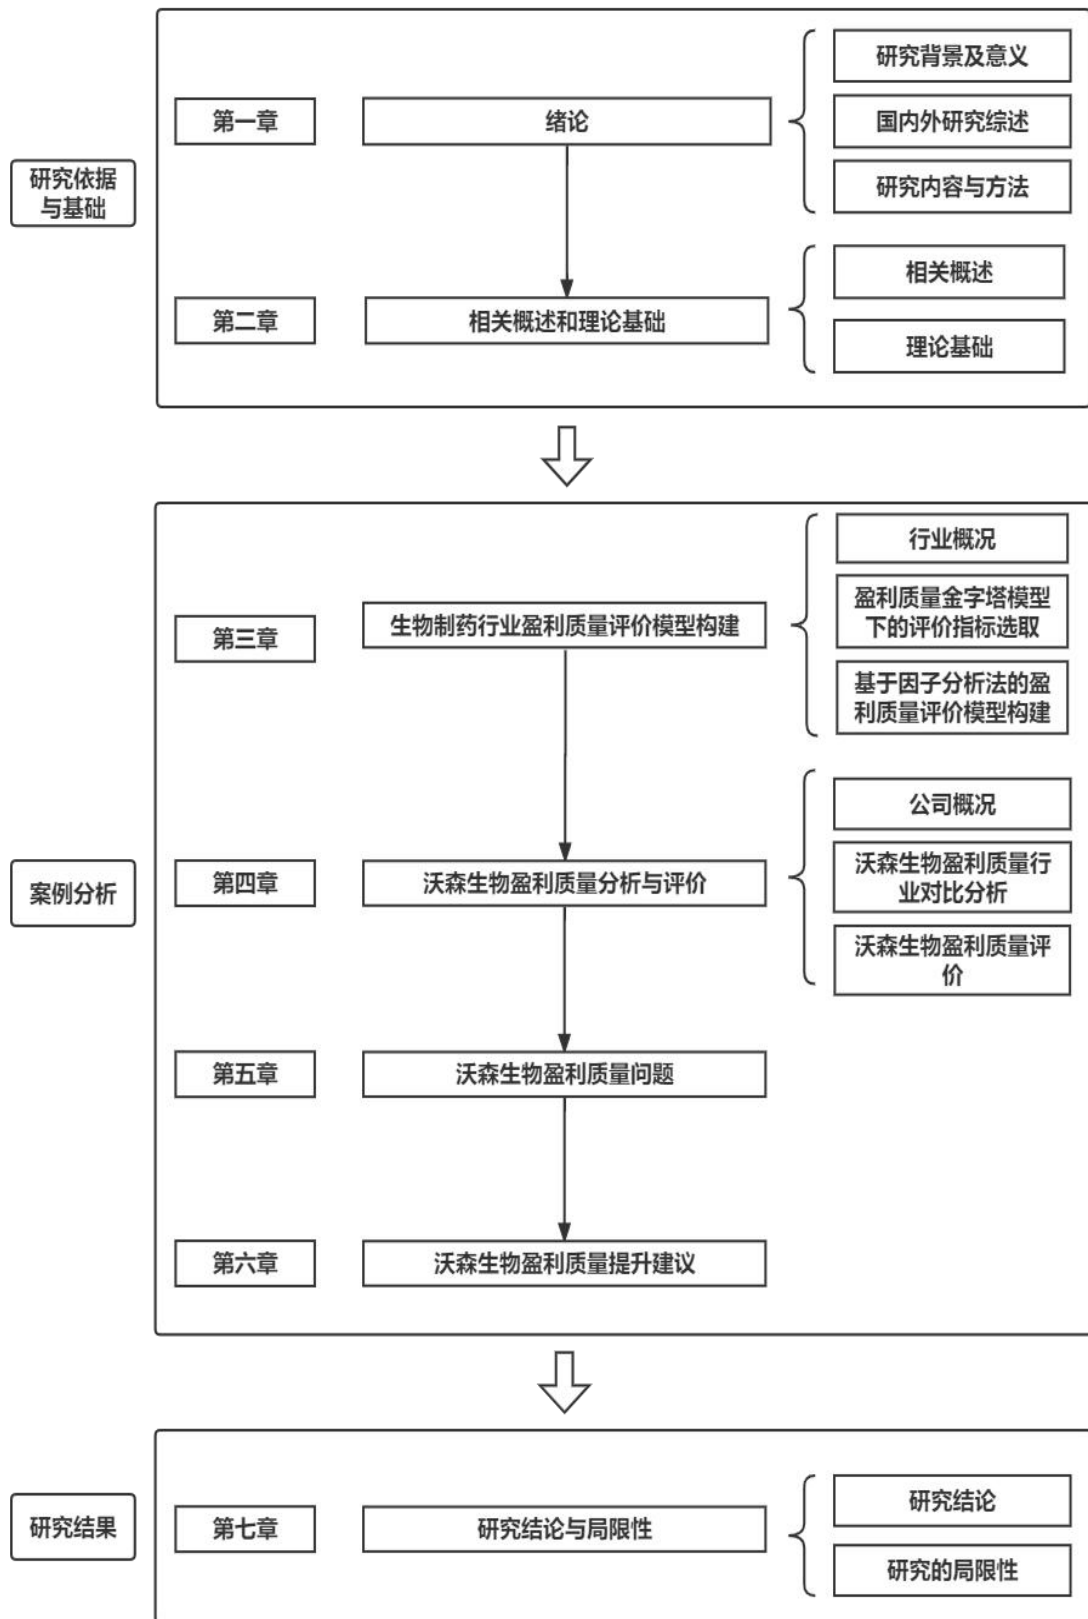 研究依据
与基础
第一章
绪论
研究背景及意义
国内外研究综述
研究内容与方法
第二章
相关概述和理论基础
相关概述
理论基础
案例分析
第三章
生物制药行业盈利质量评价模型构建
行业概况
盈利质量金字塔模型
下的评价指标选取
基于因子分析法的盈
利质量评价模型构建
第四章
沃森生物盈利质量分析与评价
公司概况
沃森生物盈利质量行
业对比分析
沃森生物盈利质量评
价
第五章
沃森生物盈利质量问题
第六章
沃森生物盈利质量提升建议
研究结果
第七章
研究结论与局限性
研究结论
研究的局限性